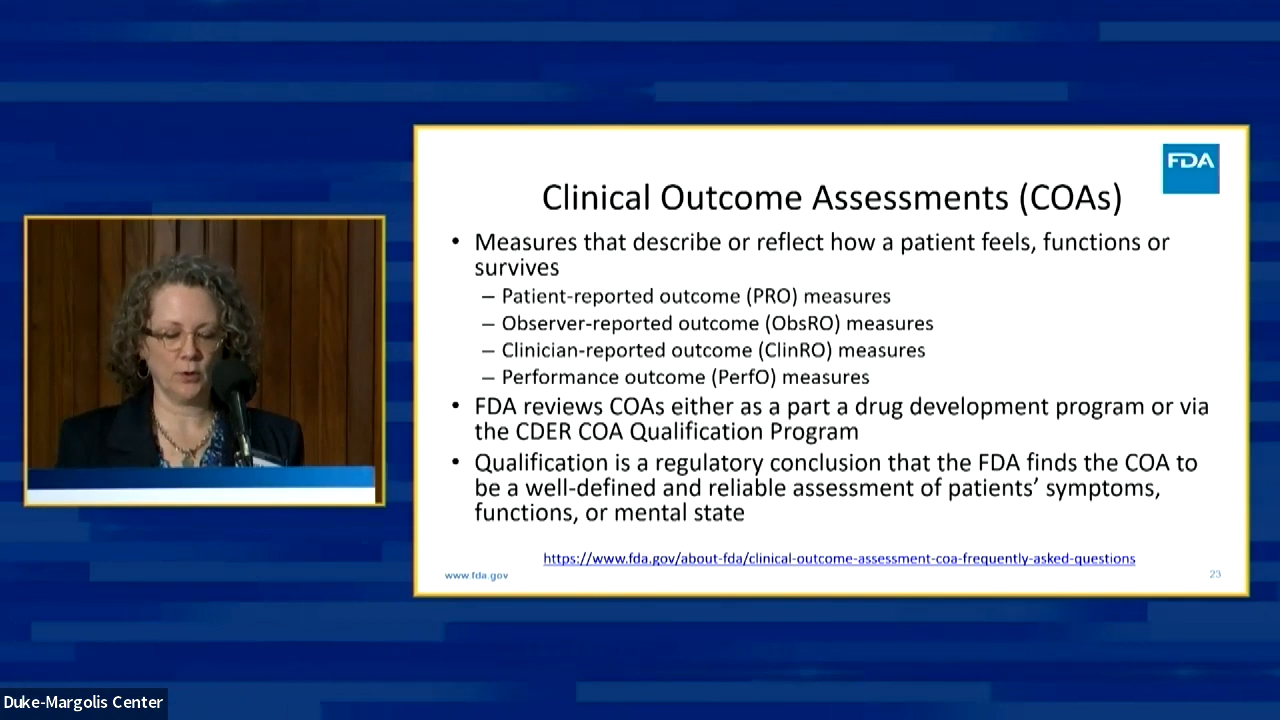 FDA
Clinical Outcome Assessments (COAs)
• Measures that describe or reflect how a patient feels, functions or
survives
– Patient-reported outcome (PRO) measures
– Observer-reported outcome (ObsRO) measures
– Clinician-reported outcome (ClinRO) measures
– Performance outcome (PerfO) measures
• FDA reviews COAs either as a part a drug development program or via
the CDER COA Qualification Program
• Qualification is a regulatory conclusion that the FDA finds the COA to
be a well-defined and reliable assessment of patients’ symptoms,
functions, or mental state
https://www.fda.gov/about-fda/clinical-outcome-assessment-coa-frequently-asked-questions
www.fda.gov
23
Duke-Margolis Center